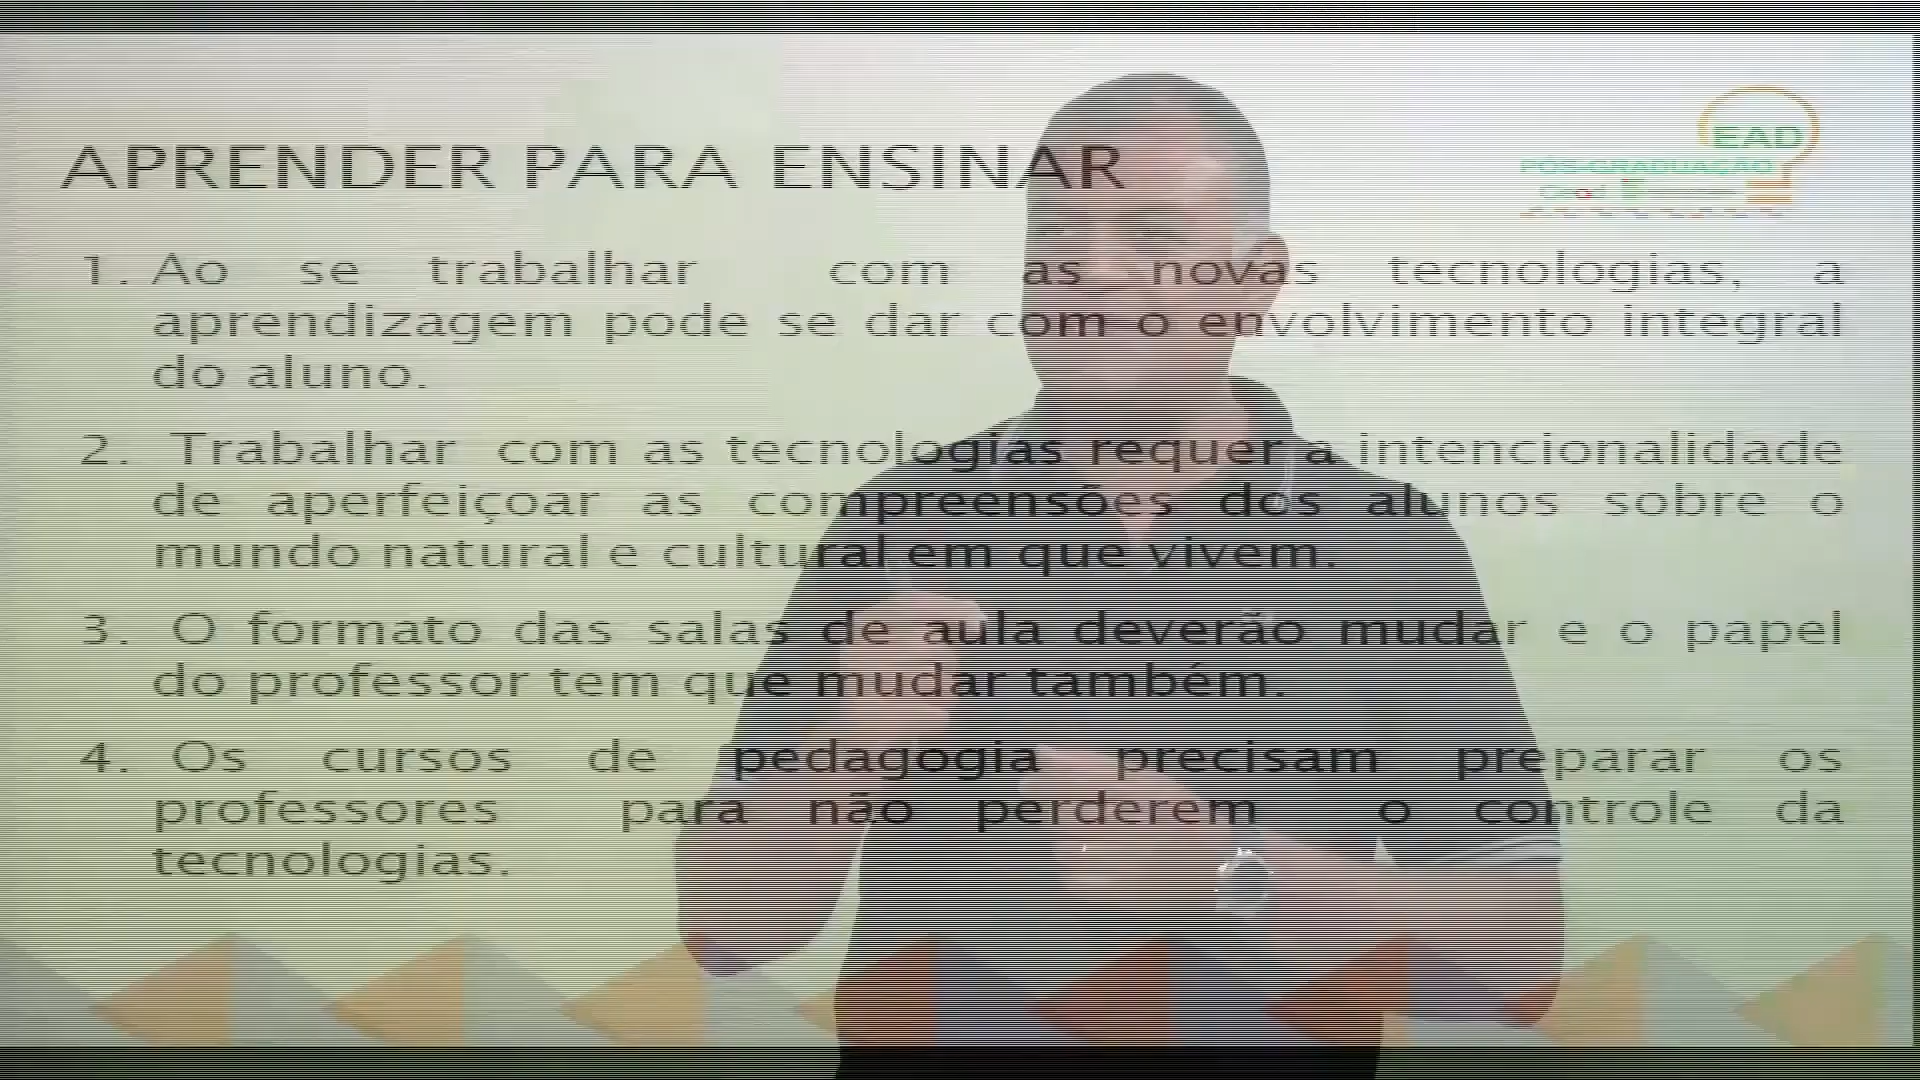 APRENDER PARA ENSINAR
EAD
PÓS-GRADUAÇÃO
Cead
1. Ao se trabalhar com as novas tecnologias, a
aprendizagem pode se dar com o envolvimento integral
do aluno.
2. Trabalhar com as tecnologias requer a intencionalidade
de aperfeiçoar as compreensões dos alunos sobre o
mundo natural e cultural em que vivem.
3. O formato das salas de aula deverão mudar e o papel
do professor tem que mudar também.
4. Os cursos de pedagogia precisam preparar os
professores para não perderem o controle da
tecnologias.